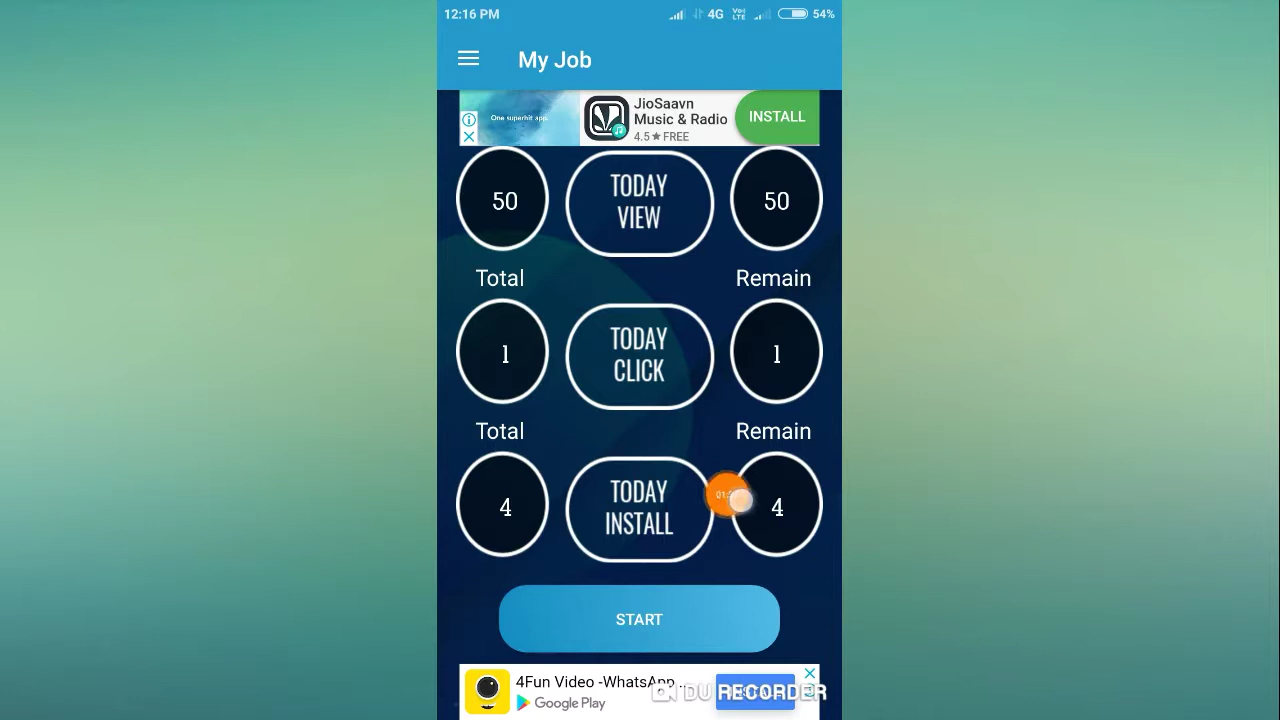 12:16 PM
4G
Vo
LTE
54%
My Job
One superhit app.
JioSaavn
Music & Radio
4.5★ FREE
INSTALL
50
TODAY
VIEW
50
Total
Remain
1
TODAY
CLICK
1
Total
Remain
4
TODAY
INSTALL
4
START
4Fun Video -WhatsApp...
Google Play
DU RECORDER